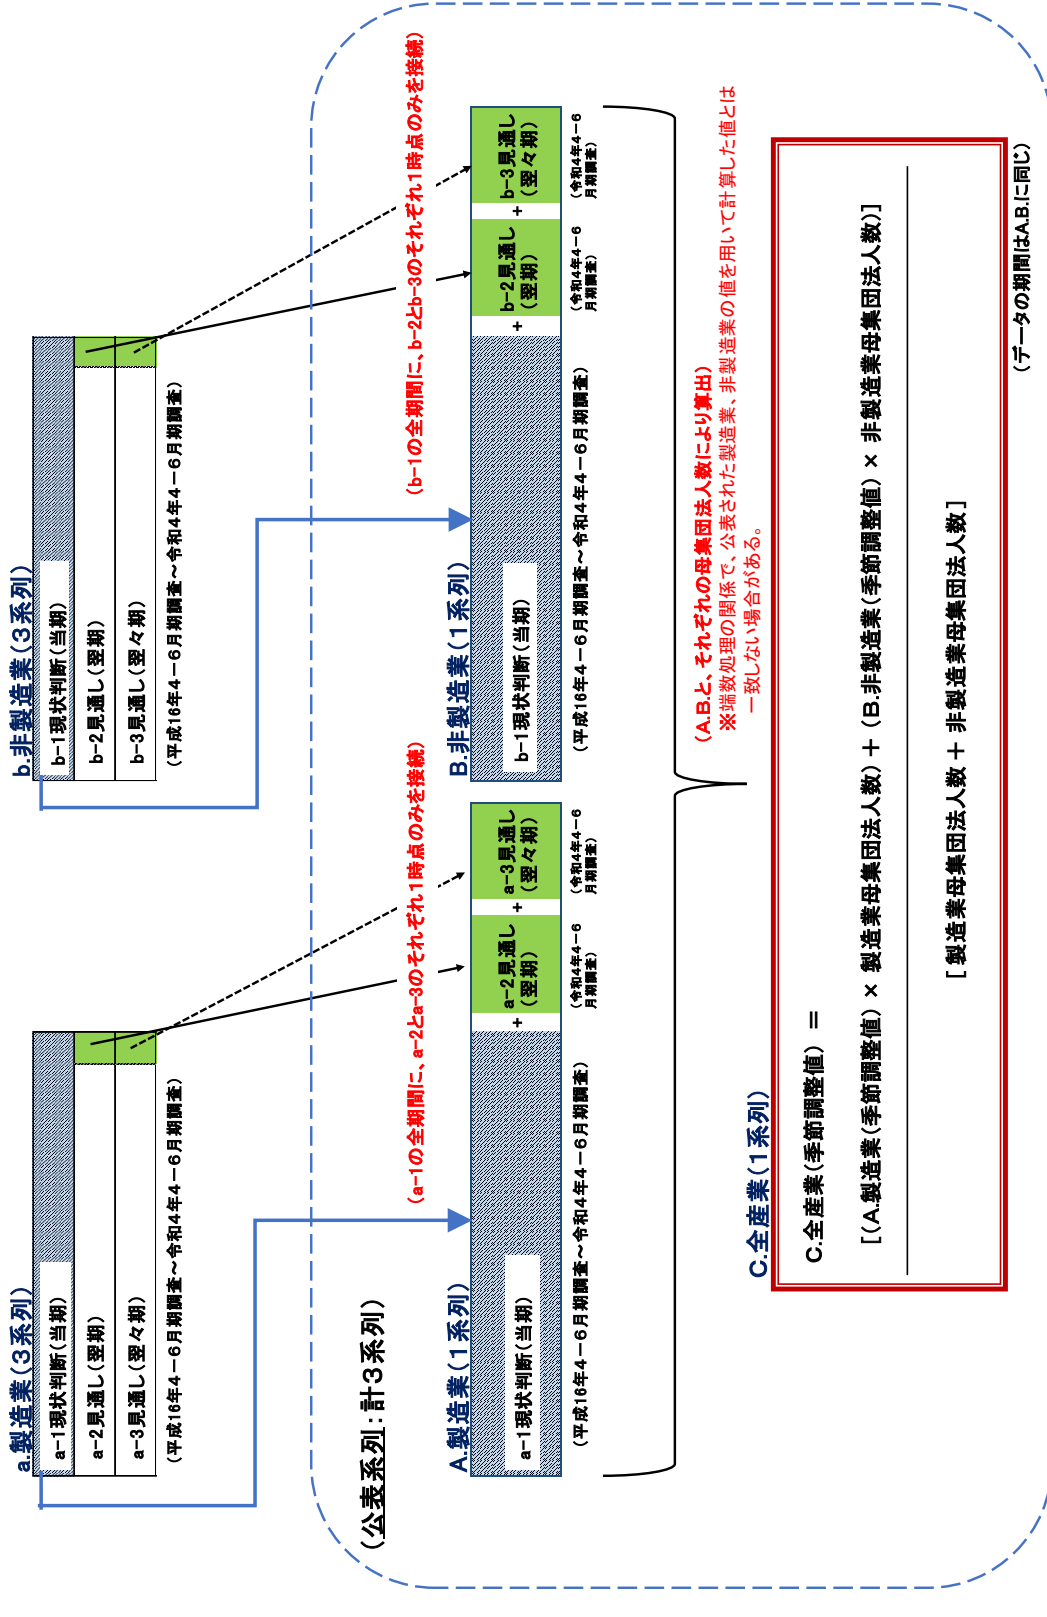 a.製造業(3系列)
a-1現状判断(当期)
a-2見通し(翌期)
a-3見通し(翌々期)
(平成16年4-6月期調査～令和4年4-6月期調査)
b.非製造業(3系列)
b-1現状判断(当期)
b-2見通し(翌期)
b-3見通し(翌々期)
(平成16年4-6月期調査～令和4年4-6月期調査)
(公表系列:計3系列)
(a-1の全期間に、a-2とa-3のそれぞれ1時点のみを接続)
(b-1の全期間に、b-2とb-3のそれぞれ1時点のみを接続)
A.製造業(1系列)
a-1現状判断(当期)
+
a-2見通し
(翌期)
+
a-3見通し
(翌々期)
(平成16年4-6月期調査～令和4年4-6月期調査)
(令和4年4-6
月期調査)
(令和4年4-6
月期調査)
B.非製造業(1系列)
b-1現状判断(当期)
+
b-2見通し
(翌期)
+
b-3見通し
(翌々期)
(平成16年4-6月期調査～令和4年4-6月期調査)
(令和4年4-6
月期調査)
(令和4年4-6
月期調査)
(A.B.と、それぞれの母集団法人数により算出)
※端数処理の関係で、公表された製造業、非製造業の値を用いて計算した値とは
一致しない場合がある。
C.全産業(1系列)
C.全産業(季節調整値) ＝
[(A.製造業(季節調整値) × 製造業母集団法人数) ＋ (B.非製造業(季節調整値) × 非製造業母集団法人数)]
[製造業母集団法人数 ＋ 非製造業母集団法人数]
(データの期間はA.B.に同じ)